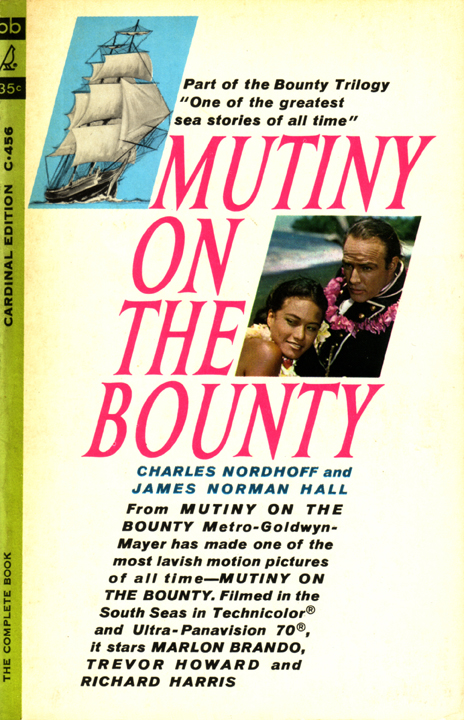 bb
35c
CARDINAL EDITION C·456
THE COMPLETE BOOK
Part of the Bounty Trilogy
"One of the greatest
sea stories of all time"
MUTINY
ON
THE
BOUNTY
CHARLES NORDHOFF and
JAMES NORMAN HALL
From MUTINY ON THE
BOUNTY Metro-Goldwyn-
Mayer has made one of the
most lavish motion pictures
of all time—MUTINY ON
THE BOUNTY. Filmed in the
South Seas in Technicolor®
and Ultra-Panavision 70®,
it stars MARLON BRANDO,
TREVOR HOWARD and
RICHARD HARRIS